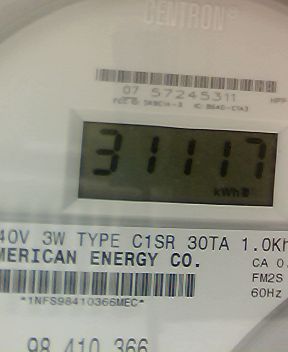 CENTRON®
07 57245311
31117
kWh
40V 3W TYPE C1SR 30TA 1.0Kh
MERICAN ENERGY CO.
CA 0.
FM2S
*1NFS98410366MEC*
60Hz
98 410 366